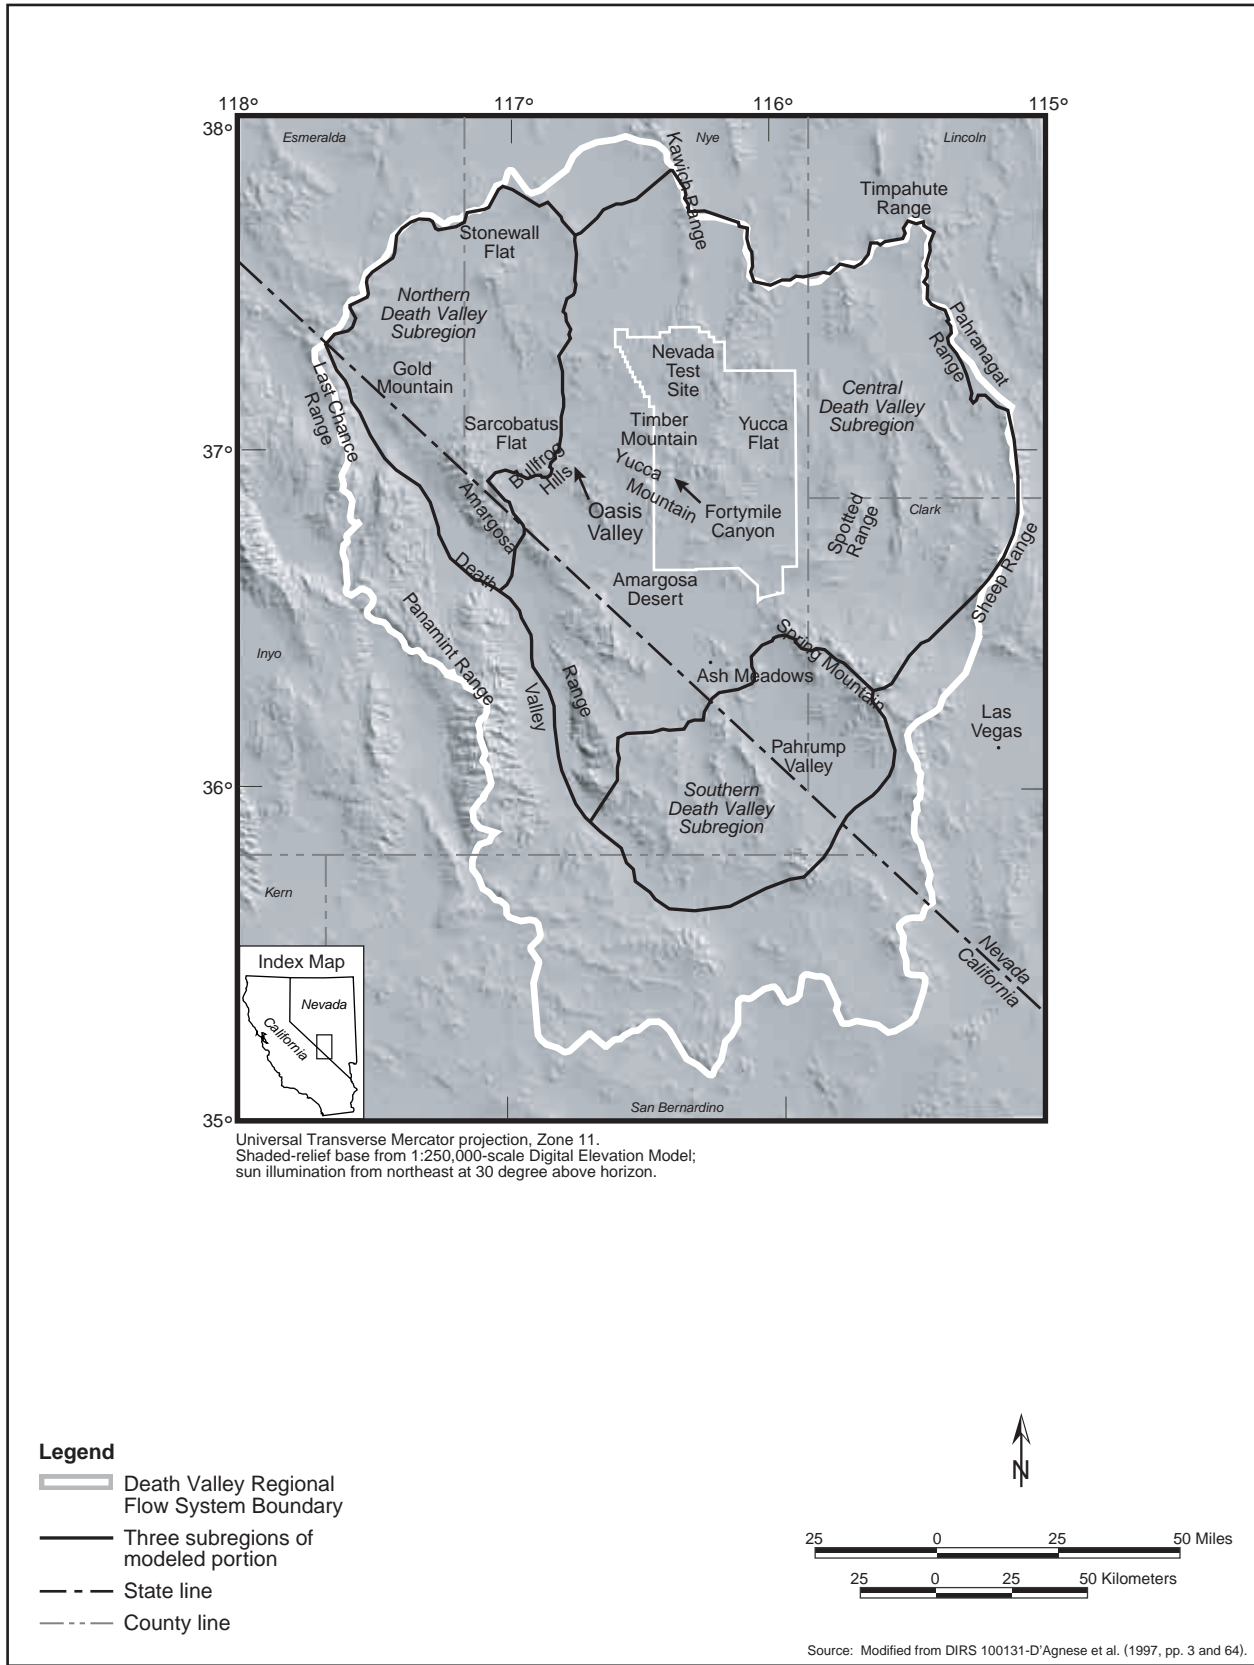 118°
117°
116°
115°
38°
Esmeralda
Nye
Lincoln
Kawich Range
Timpahute
Range
Stonewall
Flat
Northern
Death Valley
Subregion
Pahranagat
Range
Nevada
Test
Site
Gold
Mountain
Last Chance
Range
Central
Death Valley
Subregion
Sarcobatus
Flat
Timber
Mountain
Yucca
Flat
37°
Bullfrog
Hills
Yucca
Mountain
Amargosa
Oasis
Valley
Fortymile
Canyon
Spotted
Range
Clark
Death
Amargosa
Desert
Sheep Range
Panamint Range
Inyo
Spring Mountain
Ash Meadows
Valley
Range
Las
Vegas
Pahrump
Valley
36°
Southern
Death Valley
Subregion
Kern
Nevada
California
Index Map
Nevada
California
San Bernardino
35°
Universal Transverse Mercator projection, Zone 11.
Shaded-relief base from 1:250,000-scale Digital Elevation Model;
sun illumination from northeast at 30 degree above horizon.
Legend
Death Valley Regional
Flow System Boundary
Three subregions of
modeled portion
State line
County line
N
25 0 25 50 Miles
25 0 25 50 Kilometers
Source: Modified from DIRS 100131-D'Agnese et al. (1997, pp. 3 and 64).